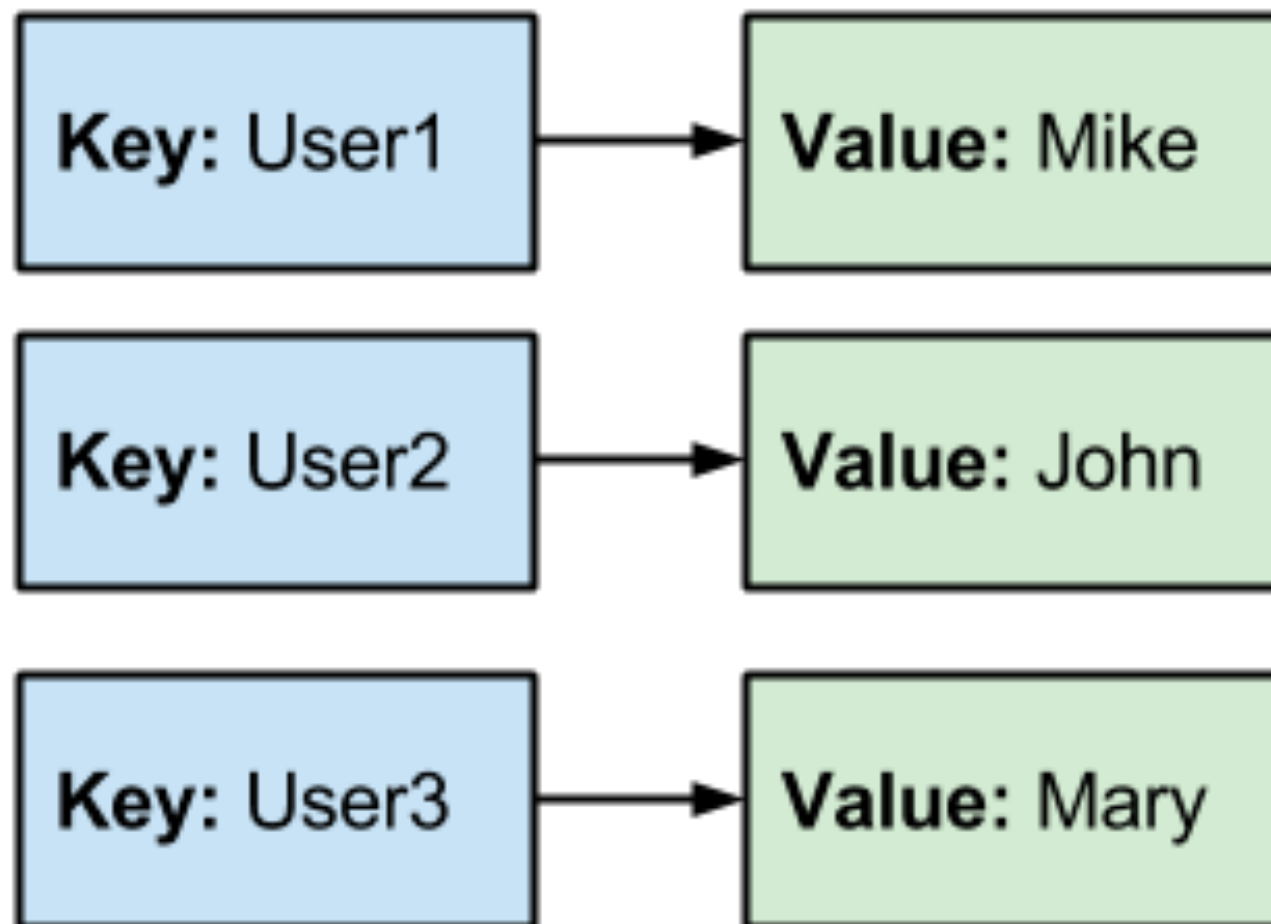 Key: User1
Value: Mike
Key: User2
Value: John
Key: User3
Value: Mary